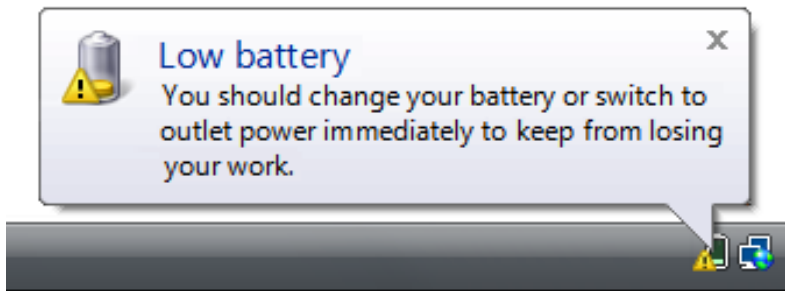 Low battery
You should change your battery or switch to
outlet power immediately to keep from losing
your work.